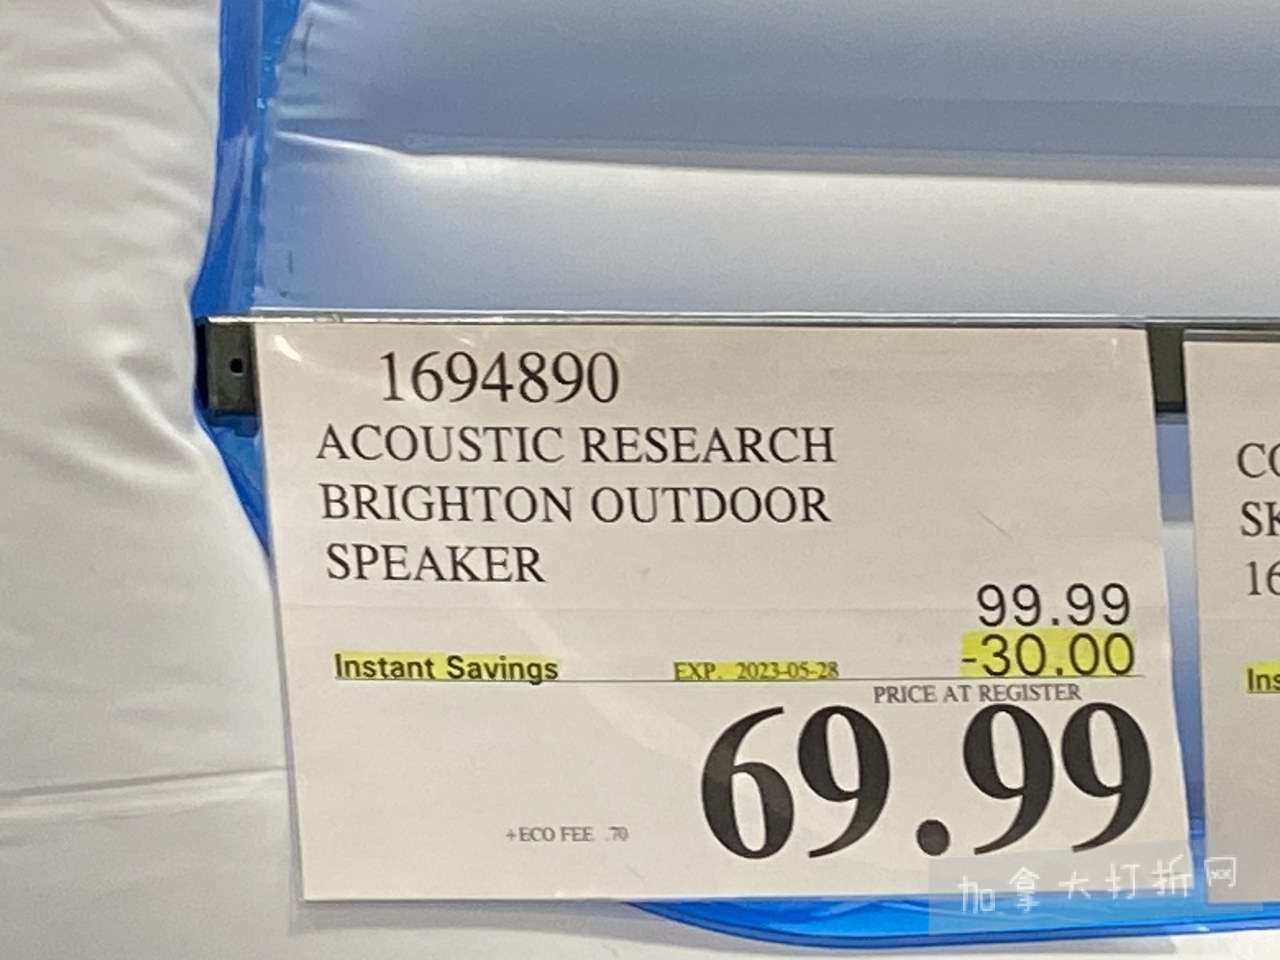 1694890
ACOUSTIC RESEARCH
BRIGHTON OUTDOOR
SPEAKER
99.99
Instant Savings EXP. 2023-05-28 -30.00
PRICE AT REGISTER
69.99
+ECO FEE .70
加拿大打折网